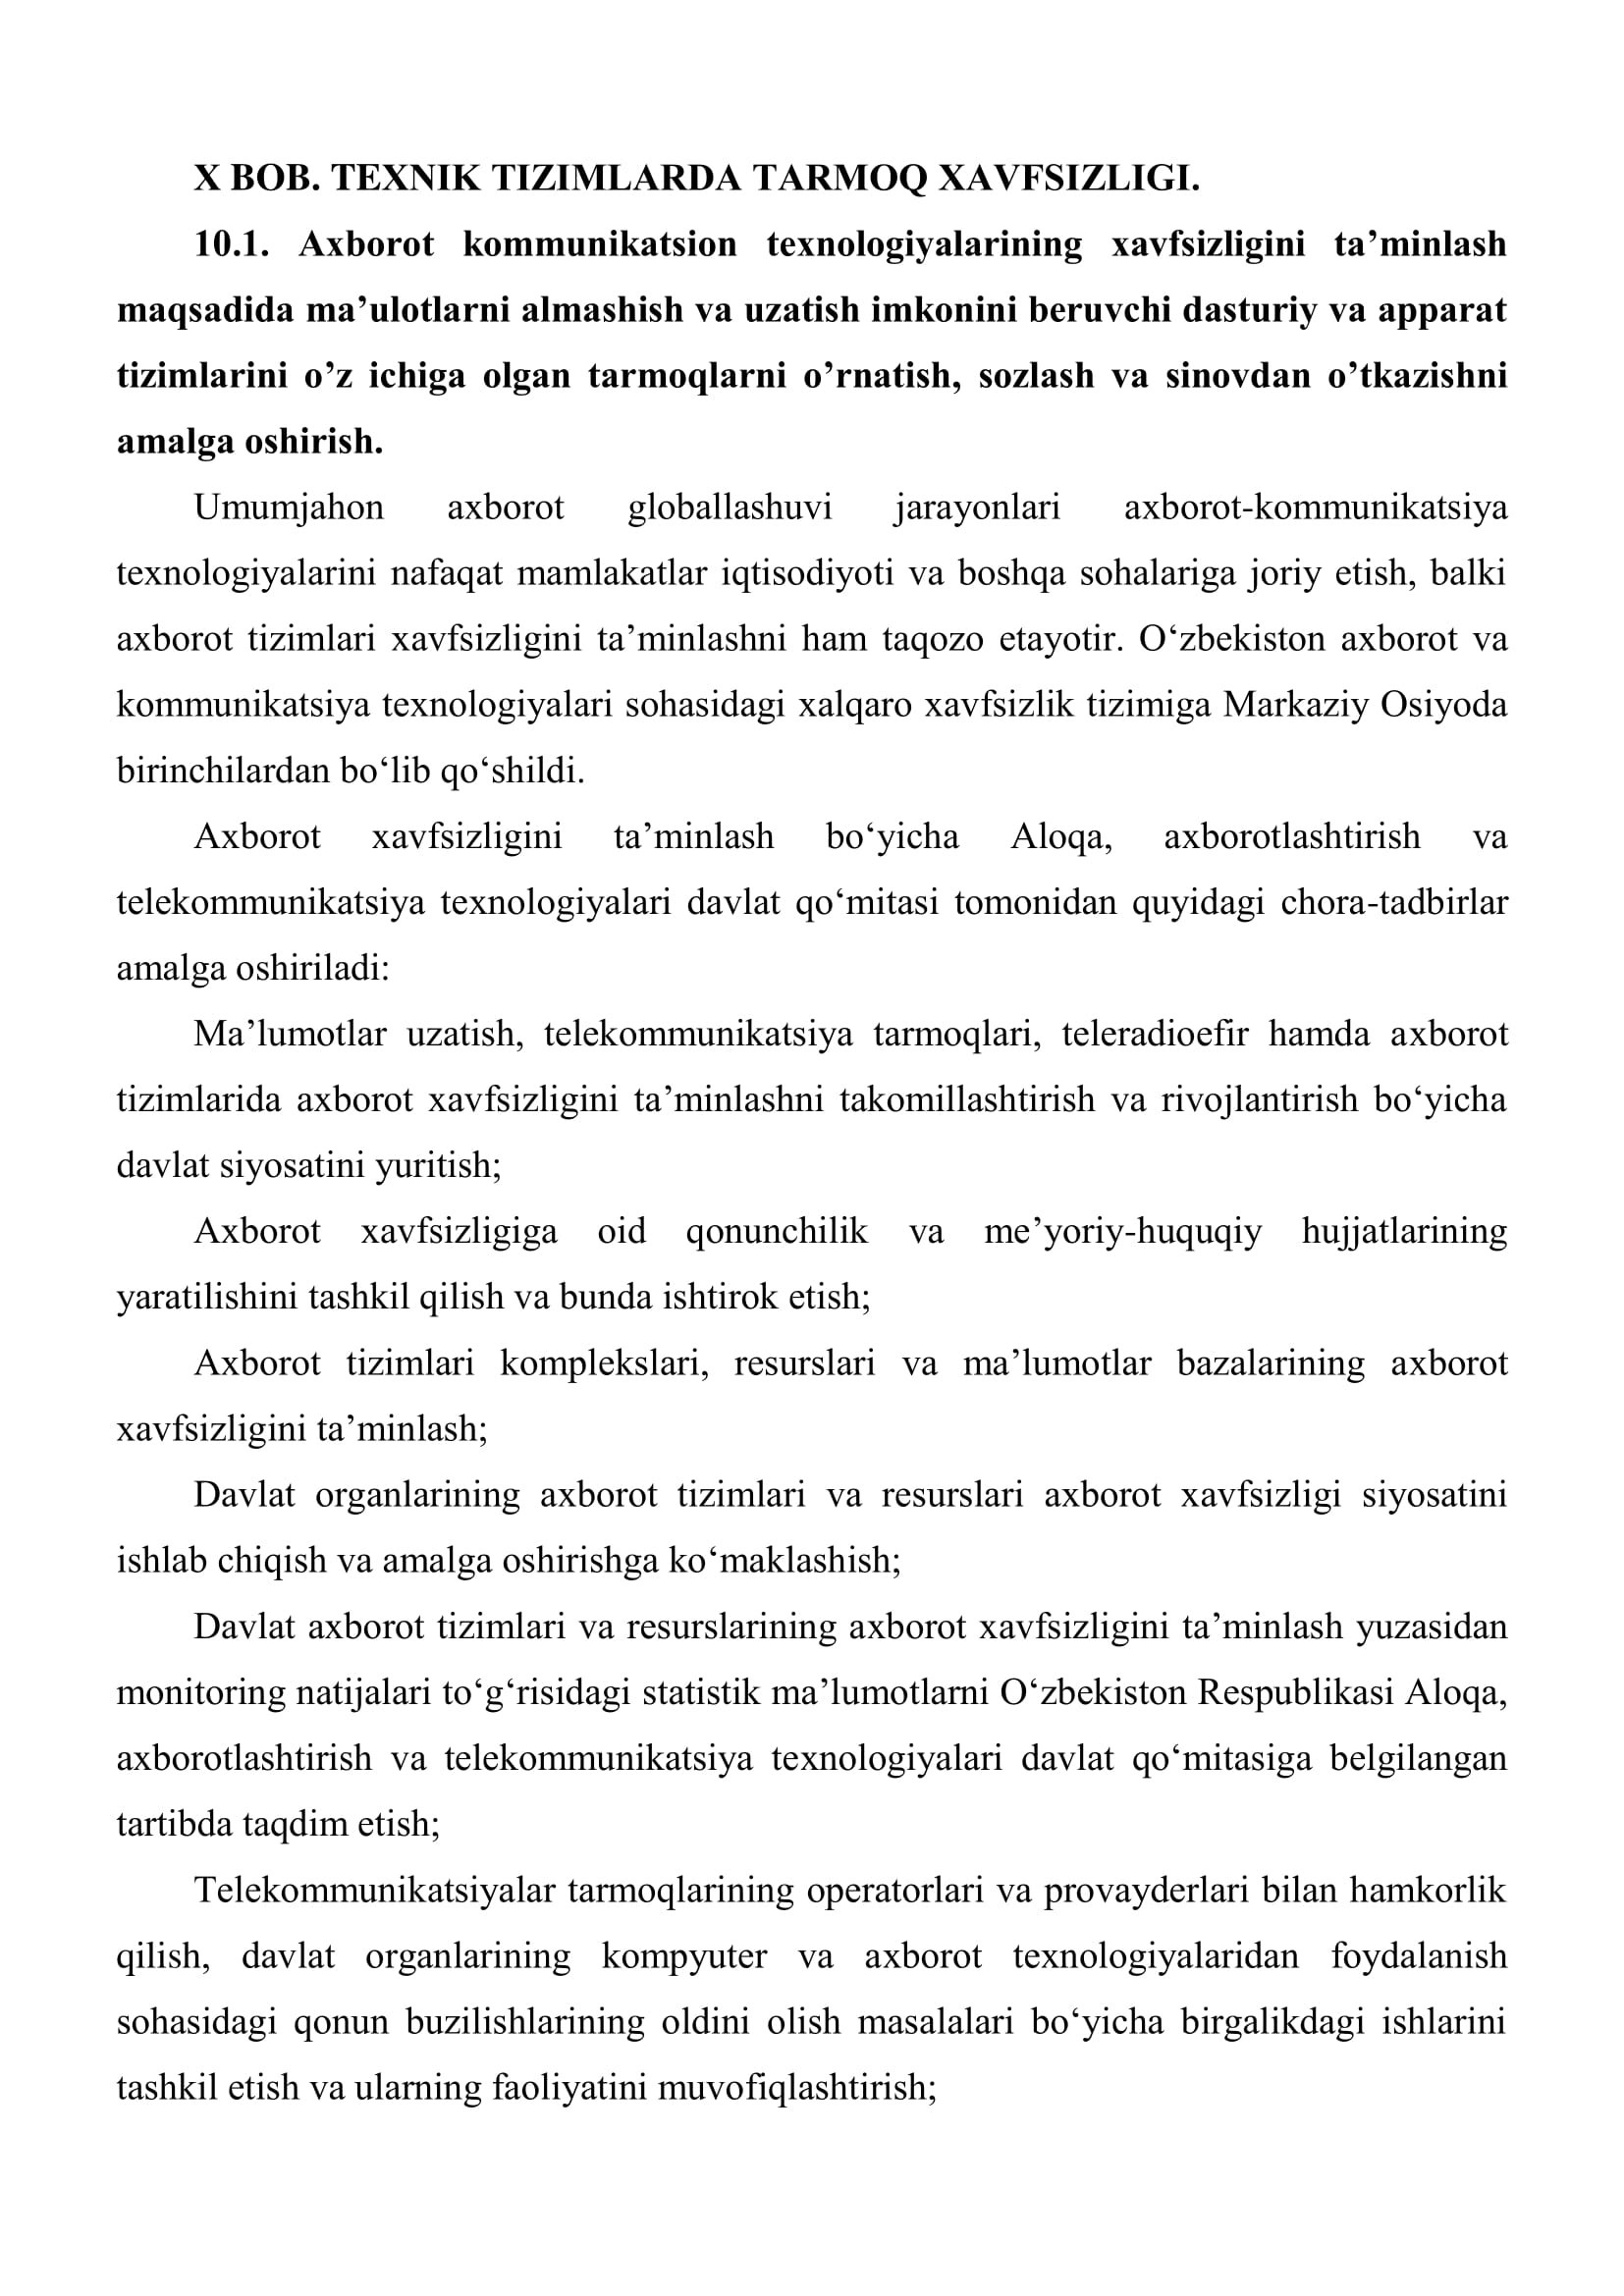 X BOB. TEXNIK TIZIMLARDA TARMOQ XAVFSIZLIGI.
10.1. Axborot kommunikatsion texnologiyalarining xavfsizligini ta’minlash
maqsadida ma’ulotlarni almashish va uzatish imkonini beruvchi dasturiy va apparat
tizimlarini o’z ichiga olgan tarmoqlarni o’rnatish, sozlash va sinovdan o’tkazishni
amalga oshirish.
Umumjahon axborot globallashuvi jarayonlari axborot-kommunikatsiya
texnologiyalarini nafaqat mamlakatlar iqtisodiyoti va boshqa sohalariga joriy etish, balki
axborot tizimlari xavfsizligini ta’minlashni ham taqozo etayotir. O‘zbekiston axborot va
kommunikatsiya texnologiyalari sohasidagi xalqaro xavfsizlik tizimiga Markaziy Osiyoda
birinchilardan bo‘lib qo‘shildi.
Axborot xavfsizligini ta’minlash bo‘yicha Aloqa, axborotlashtirish va
telekommunikatsiya texnologiyalari davlat qo‘mitasi tomonidan quyidagi chora-tadbirlar
amalga oshiriladi:
Ma’lumotlar uzatish, telekommunikatsiya tarmoqlari, teleradioefir hamda axborot
tizimlarida axborot xavfsizligini ta’minlashni takomillashtirish va rivojlantirish bo‘yicha
davlat siyosatini yuritish;
Axborot xavfsizligiga oid qonunchilik va me’yoriy-huquqiy hujjatlarining
yaratilishini tashkil qilish va bunda ishtirok etish;
Axborot tizimlari komplekslari, resurslari va ma’lumotlar bazalarining axborot
xavfsizligini ta’minlash;
Davlat organlarining axborot tizimlari va resurslari axborot xavfsizligi siyosatini
ishlab chiqish va amalga oshirishga ko‘maklashish;
Davlat axborot tizimlari va resurslarining axborot xavfsizligini ta’minlash yuzasidan
monitoring natijalari to‘g‘risidagi statistik ma’lumotlarni O‘zbekiston Respublikasi Aloqa,
axborotlashtirish va telekommunikatsiya texnologiyalari davlat qo‘mitasiga belgilangan
tartibda taqdim etish;
Telekommunikatsiyalar tarmoqlarining operatorlari va provayderlari bilan hamkorlik
qilish, davlat organlarining kompyuter va axborot texnologiyalaridan foydalanish
sohasidagi qonun buzilishlarining oldini olish masalalari bo‘yicha birgalikdagi ishlarini
tashkil etish va ularning faoliyatini muvofiqlashtirish;